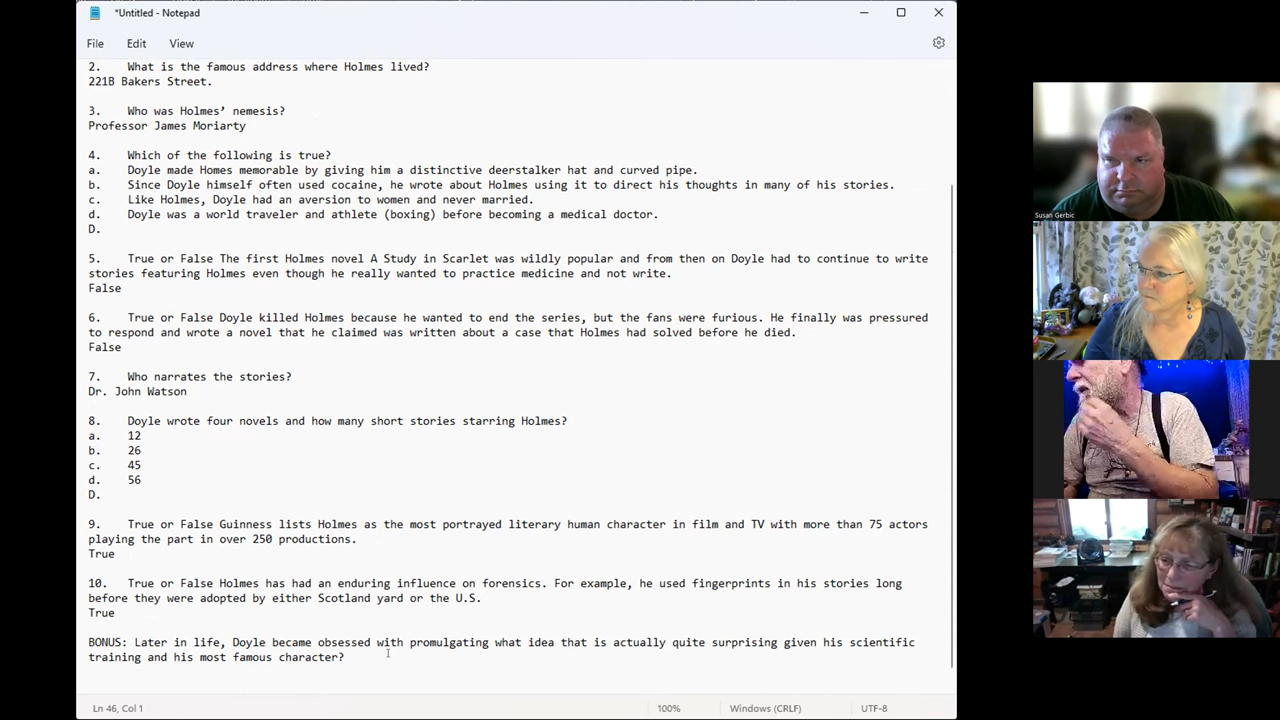 *Untitled - Notepad
File Edit View
2. What is the famous address where Holmes lived?
221B Bakers Street.
3. Who was Holmes’ nemesis?
Professor James Moriarty
4. Which of the following is true?
a. Doyle made Homes memorable by giving him a distinctive deerstalker hat and curved pipe.
b. Since Doyle himself often used cocaine, he wrote about Holmes using it to direct his thoughts in many of his stories.
c. Like Holmes, Doyle had an aversion to women and never married.
d. Doyle was a world traveler and athlete (boxing) before becoming a medical doctor.
D.
5. True or False The first Holmes novel A Study in Scarlet was wildly popular and from then on Doyle had to continue to write
stories featuring Holmes even though he really wanted to practice medicine and not write.
False
6. True or False Doyle killed Holmes because he wanted to end the series, but the fans were furious. He finally was pressured
to respond and wrote a novel that he claimed was written about a case that Holmes had solved before he died.
False
7. Who narrates the stories?
Dr. John Watson
8. Doyle wrote four novels and how many short stories starring Holmes?
a. 12
b. 26
c. 45
d. 56
D.
9. True or False Guinness lists Holmes as the most portrayed literary human character in film and TV with more than 75 actors
playing the part in over 250 productions.
True
10. True or False Holmes has had an enduring influence on forensics. For example, he used fingerprints in his stories long
before they were adopted by either Scotland yard or the U.S.
True
BONUS: Later in life, Doyle became obsessed with promulgating what idea that is actually quite surprising given his scientific
training and his most famous character?
Ln 46, Col 1
100%
Windows (CRLF)
UTF-8
Susan Gerbic